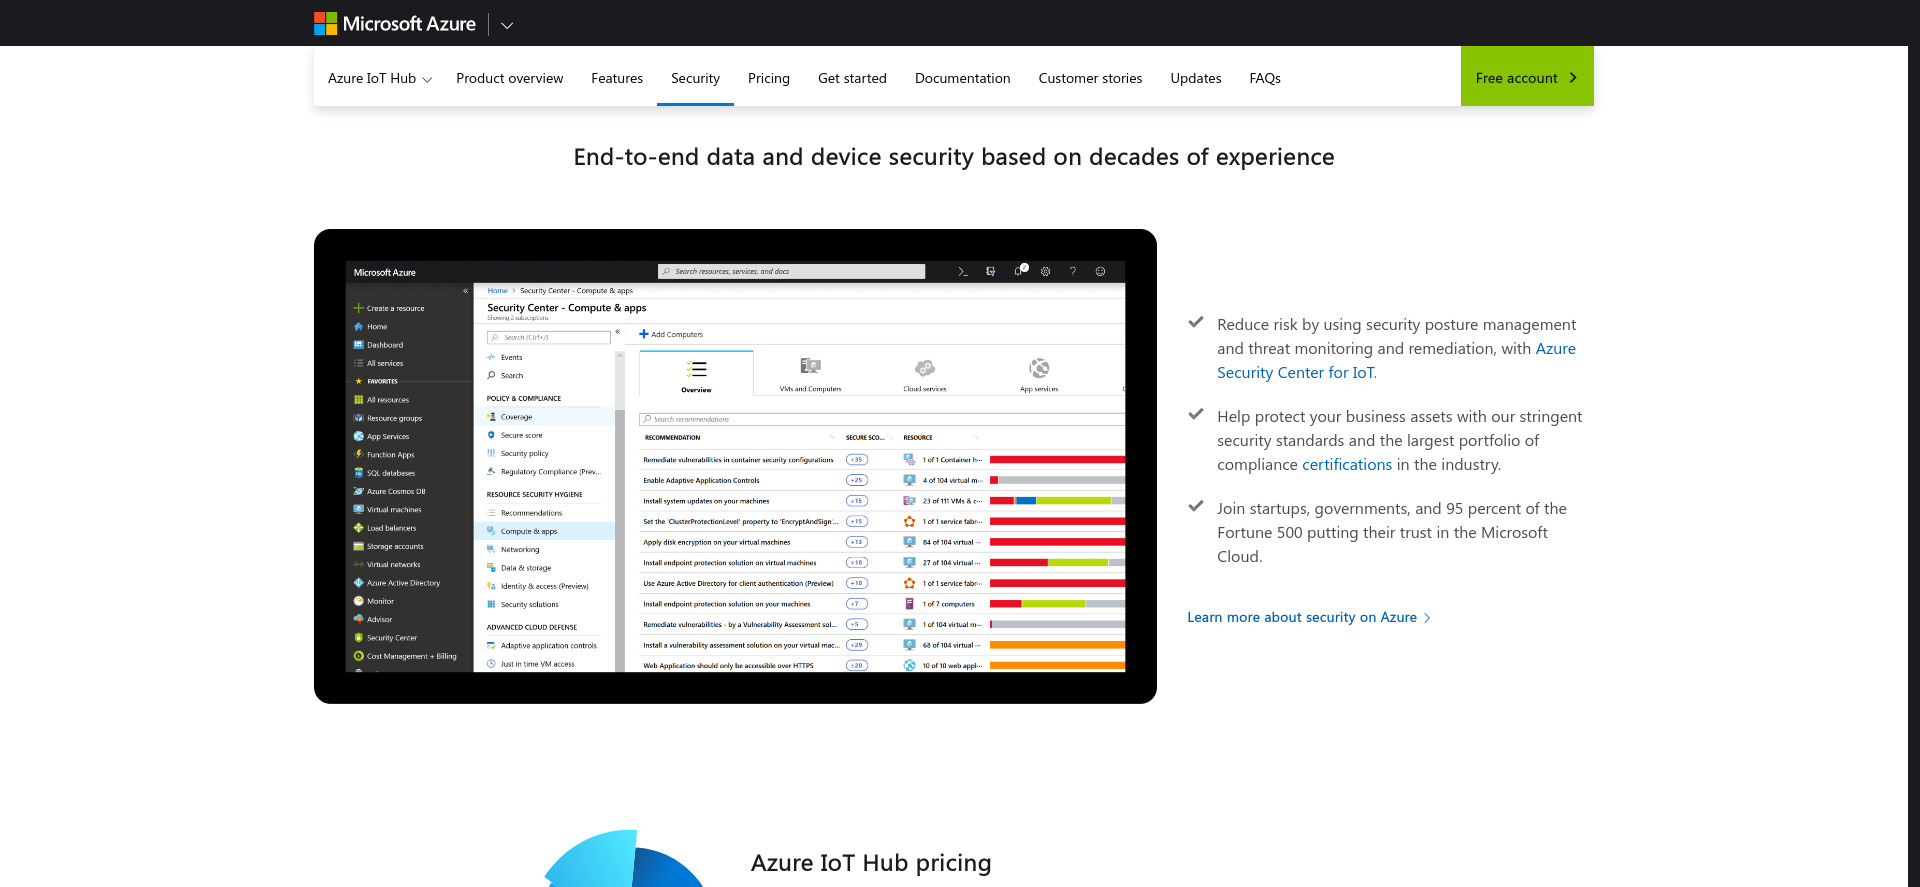 Microsoft Azure
Azure IoT Hub
Product overview
Features
Security
Pricing
Get started
Documentation
Customer stories
Updates
FAQs
Free account
End-to-end data and device security based on decades of experience
Microsoft Azure
Search resources, services, and docs
2
Create a resource
Home
Dashboard
All services
FAVORITES
All resources
Resource groups
App Services
Function Apps
SQL databases
Azure Cosmos DB
Virtual machines
Load balancers
Storage accounts
Virtual networks
Azure Active Directory
Monitor
Advisor
Security Center
Cost Management + Billing
Home > Security Center - Compute & apps
Security Center - Compute & apps
Showing 2 subscriptions
Search (Ctrl+/)
Events
Search
POLICY & COMPLIANCE
Coverage
Secure score
Security policy
Regulatory Compliance (Prev...
RESOURCE SECURITY HYGIENE
Recommendations
Compute & apps
Networking
Data & storage
Identity & access (Preview)
Security solutions
ADVANCED CLOUD DEFENSE
Adaptive application controls
Just in time VM access
Add Computers
Overview
VMs and Computers
Cloud services
App services
Search recommendations
RECOMMENDATION SECURE SCO... RESOURCE
Remediate vulnerabilities in container security configurations +35 1 of 1 Container h...
Enable Adaptive Application Controls +25 4 of 104 virtual m...
Install system updates on your machines +15 23 of 111 VMs & c...
Set the 'ClusterProtectionLevel' property to 'EncryptAndSign'... +15 1 of 1 service fabr...
Apply disk encryption on your virtual machines +13 84 of 104 virtual ...
Install endpoint protection solution on virtual machines +10 27 of 104 virtual ...
Use Azure Active Directory for client authentication (Preview) +10 1 of 1 service fabr...
Install endpoint protection solution on your machines +7 1 of 7 computers
Remediate vulnerabilities - by a Vulnerability Assessment sol... +5 1 of 104 virtual m...
Install a vulnerability assessment solution on your virtual mac... +29 68 of 104 virtual ...
Web Application should only be accessible over HTTPS +20 10 of 10 web appl...
Reduce risk by using security posture management
and threat monitoring and remediation, with Azure
Security Center for IoT.
Help protect your business assets with our stringent
security standards and the largest portfolio of
compliance certifications in the industry.
Join startups, governments, and 95 percent of the
Fortune 500 putting their trust in the Microsoft
Cloud.
Learn more about security on Azure
Azure IoT Hub pricing